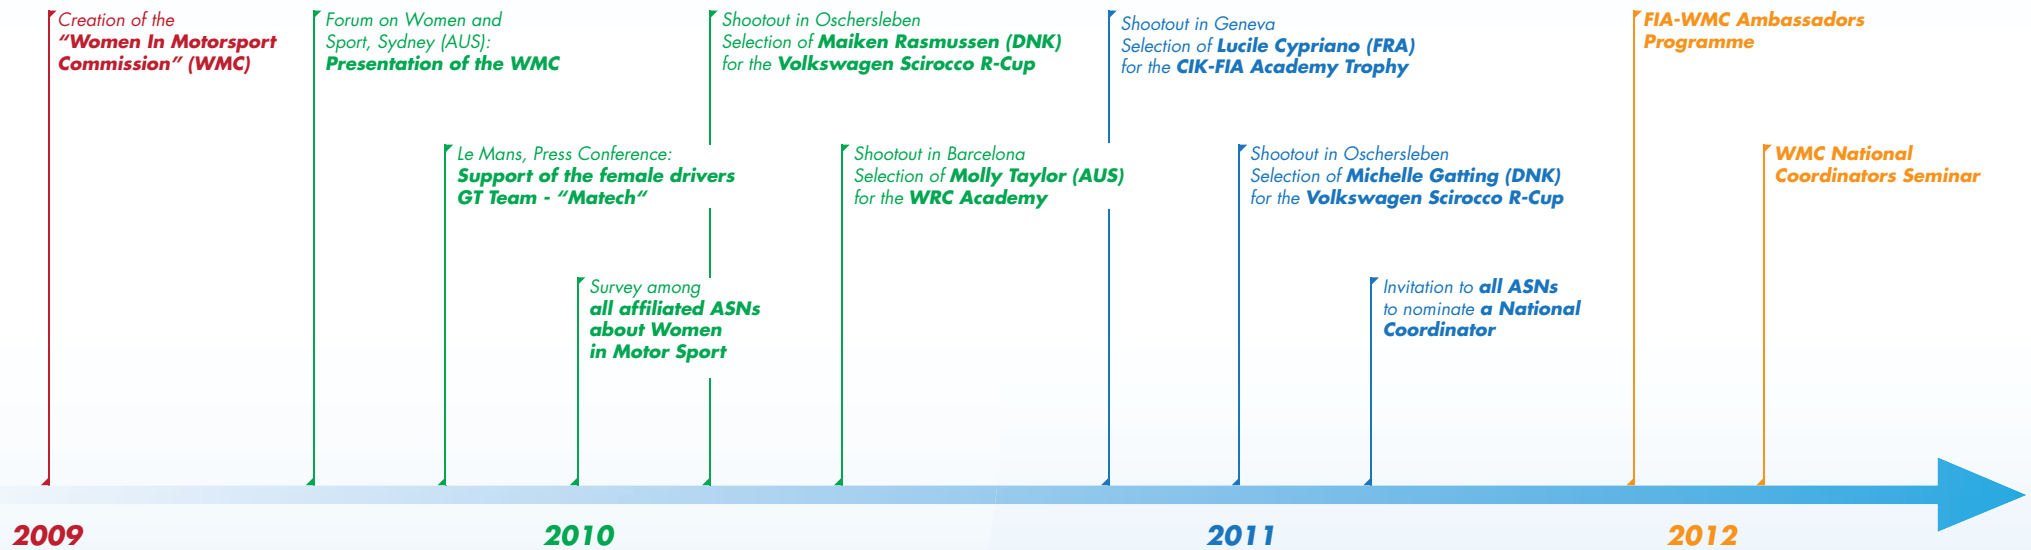 Creation of the
“Women In Motorsport
Commission” (WMC)
Forum on Women and
Sport, Sydney (AUS):
Presentation of the WMC
Shootout in Oschersleben
Selection of Maiken Rasmussen (DNK)
for the Volkswagen Scirocco R-Cup
Shootout in Geneva
Selection of Lucile Cypriano (FRA)
for the CIK-FIA Academy Trophy
FIA-WMC Ambassadors
Programme
Le Mans, Press Conference:
Support of the female drivers
GT Team - “Matech“
Shootout in Barcelona
Selection of Molly Taylor (AUS)
for the WRC Academy
Shootout in Oschersleben
Selection of Michelle Gatting (DNK)
for the Volkswagen Scirocco R-Cup
WMC National
Coordinators Seminar
Survey among
all affiliated ASNs
about Women
in Motor Sport
Invitation to all ASNs
to nominate a National
Coordinator
2009
2010
2011
2012